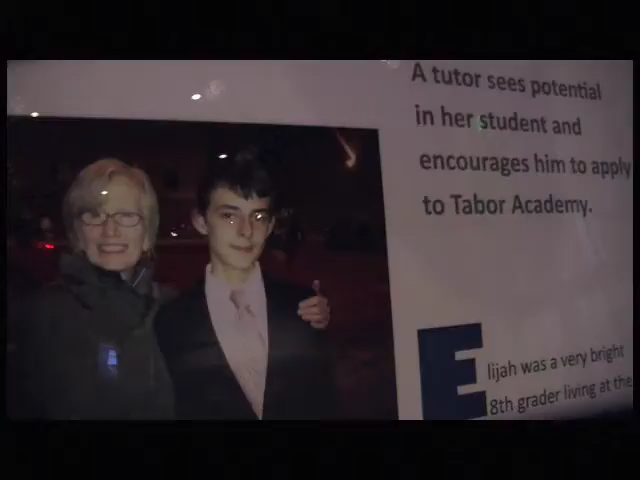 A tutor sees potential
in her student and
encourages him to apply
to Tabor Academy.
Elijah was a very bright
8th grader living at the